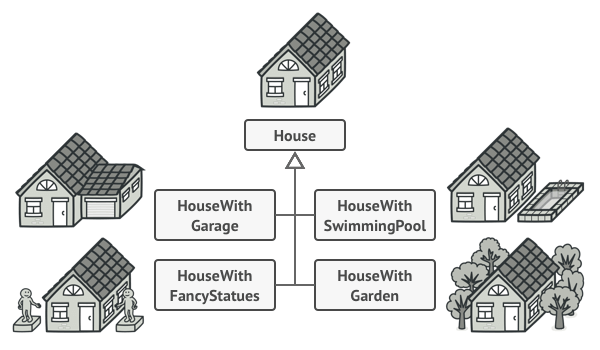 House
HouseWith
Garage
HouseWith
SwimmingPool
HouseWith
FancyStatues
HouseWith
Garden